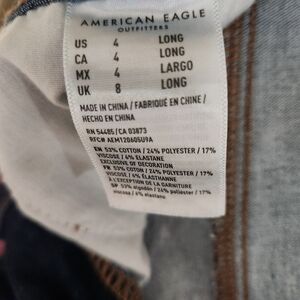 AMERICAN EAGLE
OUTFITTERS
US 4 LONG
CA 4 LONG
MX 4 LARGO
UK 8 LONG
MADE IN CHINA / FABRIQUÉ EN CHINE /
HECHO EN CHINA
RN 54485/CA 03873
RFC# AEM120605U9A
EN 53% COTTON / 24% POLYESTER / 17%
VISCOSE / 6% ELASTANE
EXCLUSIVE OF DECORATION
FR 53% COTON / 24% POLYESTER / 17%
VISCOSE / 6% ÉLASTHANNE
À L'EXCEPTION DE LA GARNITURE
SP 53% algodón / 24% poliéster / 17%
viscosa / 6% elastano